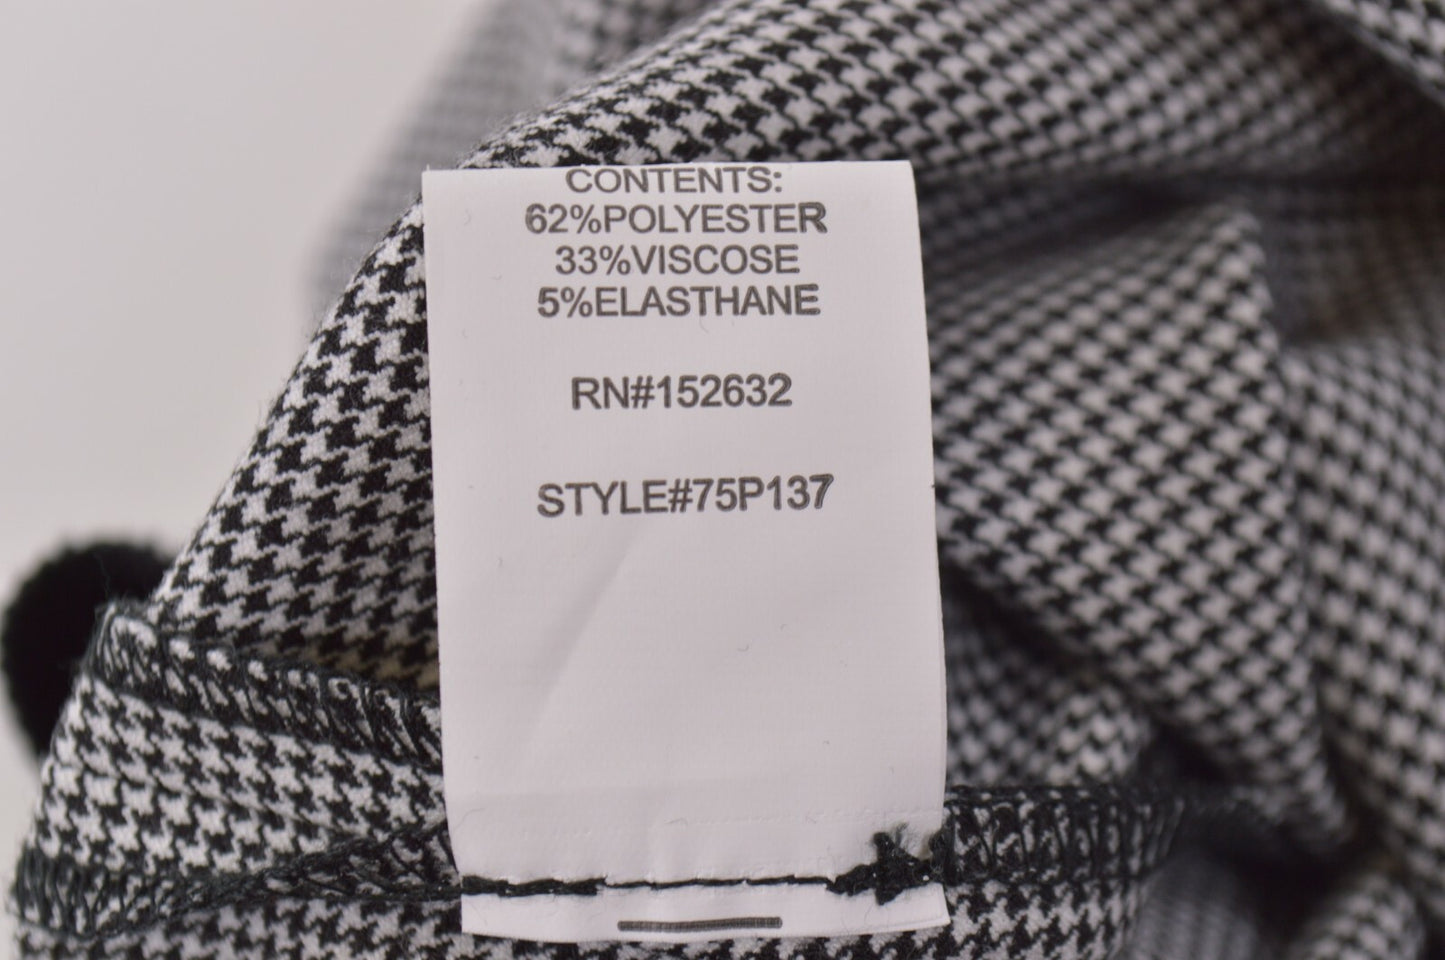 CONTENTS:
62%POLYESTER
33%VISCOSE
5%ELASTHANE
RN#152632
STYLE#75P137